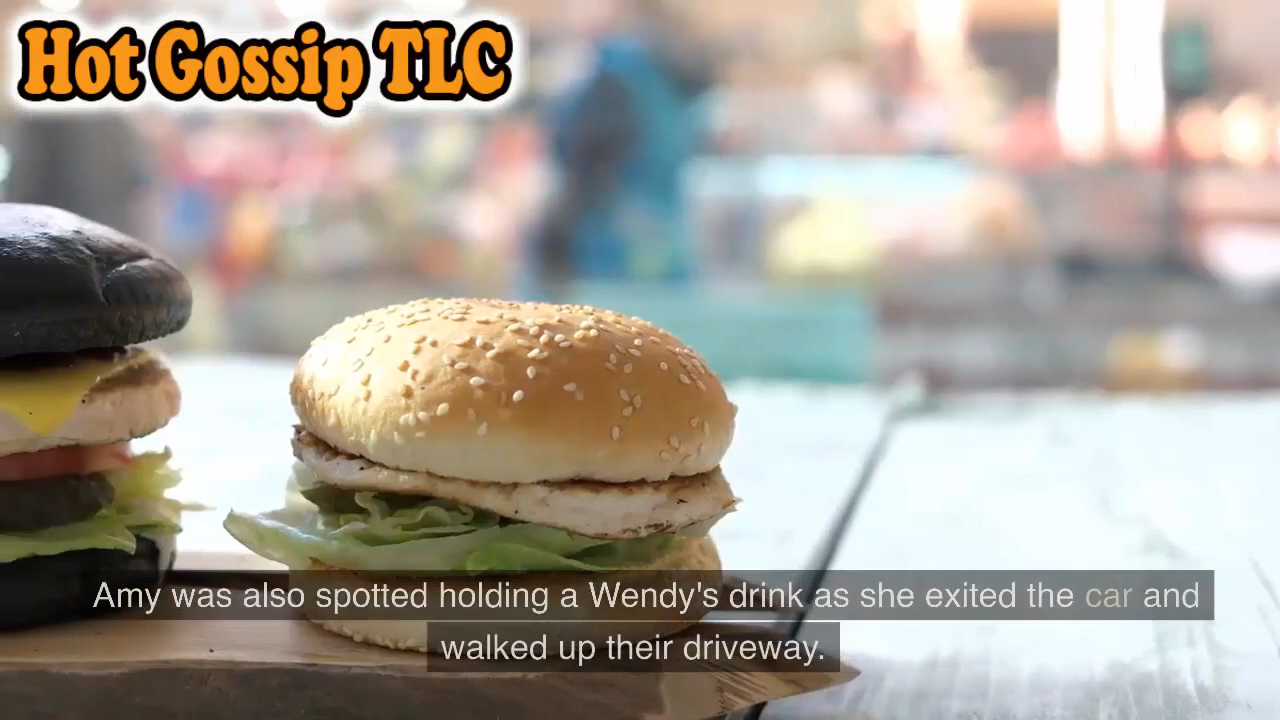 Hot Gossip TLC
Amy was also spotted holding a Wendy's drink as she exited the car and
walked up their driveway.